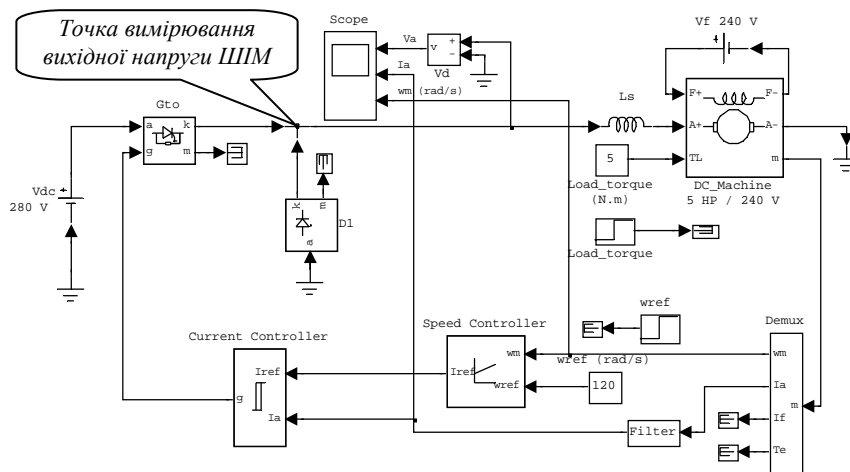 Точка вимірювання
вихідної напруги ШІМ
Scope
Va
Ia
wm (rad/s)
v
+
-
Vd
Vf 240 V
Gto
a
k
g
m
Ls
F+
F-
A+
A-
TL
m
5
Load_torque
(N.m)
DC_Machine
5 HP / 240 V
Vdc
280 V
k
m
a
D1
Load_torque
wref
Current Controller
Speed Controller
Demux
Iref
g
Ia
wm
Iref
wref
wref (rad/s)
120
Filter
wm
Ia
m
If
Te